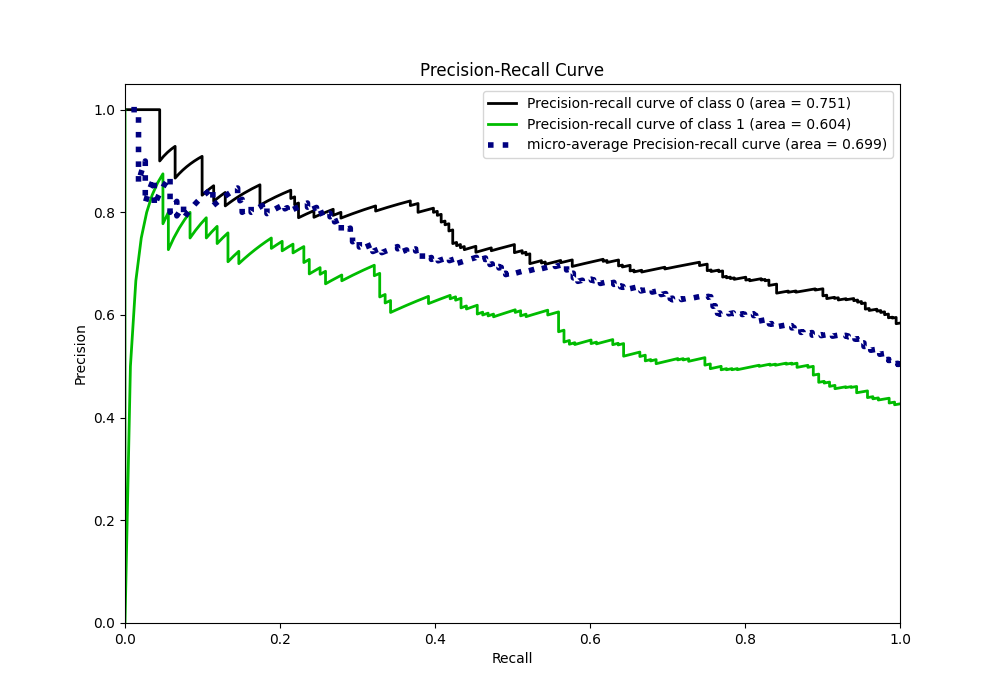 Precision-Recall Curve
Precision-recall curve of class 0 (area = 0.751)
Precision-recall curve of class 1 (area = 0.604)
micro-average Precision-recall curve (area = 0.699)
1.0
0.8
0.6
0.4
0.2
0.0
Precision
0.0 0.2 0.4 0.6 0.8 1.0
Recall